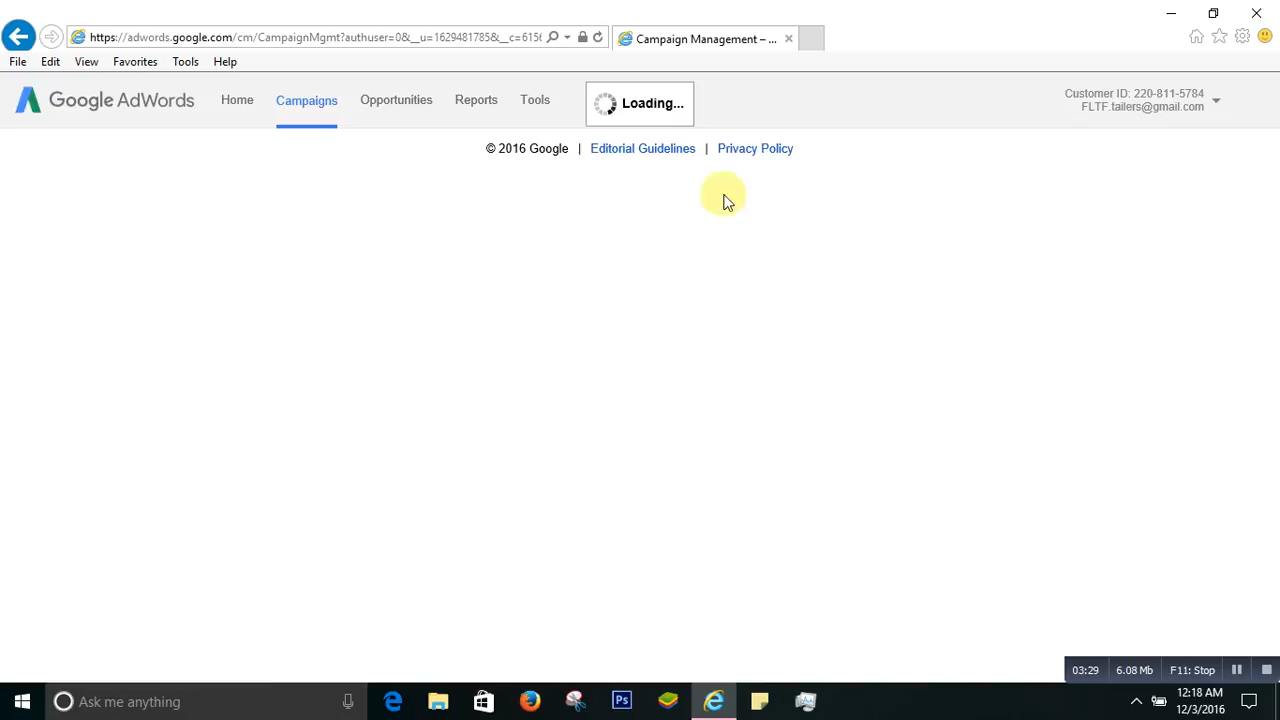 https://adwords.google.com/cm/CampaignMgmt?authuser=0&__u=1629481785&__c=615
Campaign Management – ...
File Edit View Favorites Tools Help
Google AdWords Home Campaigns Opportunities Reports Tools
Loading...
Customer ID: 220-811-5784
FLTF.tailers@gmail.com
© 2016 Google | Editorial Guidelines | Privacy Policy
03:29 6.08 Mb F11: Stop
Ask me anything
Ps
12:18 AM
12/3/2016